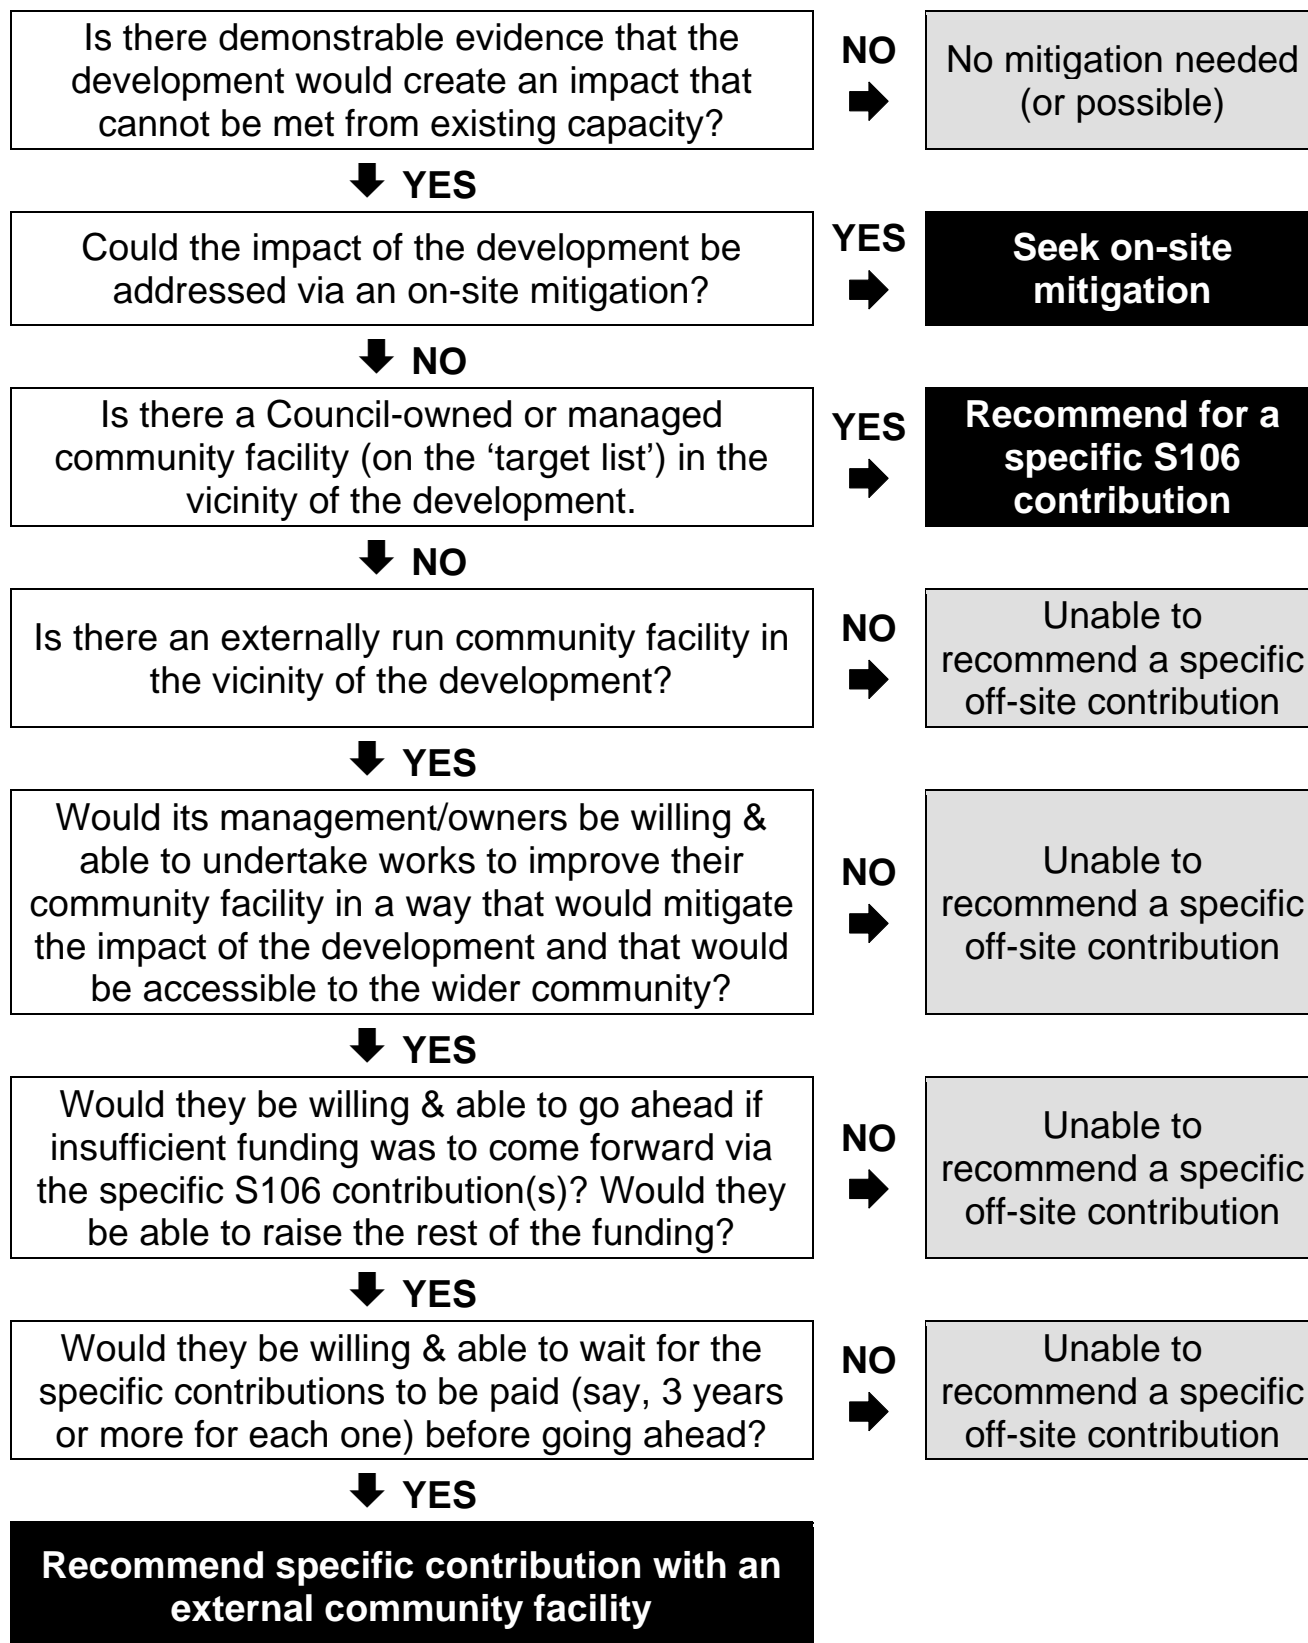 Is there demonstrable evidence that the
development would create an impact that
cannot be met from existing capacity?
NO
No mitigation needed
(or possible)
YES
Could the impact of the development be
addressed via an on-site mitigation?
YES
Seek on-site
mitigation
NO
Is there a Council-owned or managed
community facility (on the ‘target list’) in the
vicinity of the development.
YES
Recommend for a
specific S106
contribution
NO
Is there an externally run community facility in
the vicinity of the development?
NO
Unable to
recommend a specific
off-site contribution
YES
Would its management/owners be willing &
able to undertake works to improve their
community facility in a way that would mitigate
the impact of the development and that would
be accessible to the wider community?
NO
Unable to
recommend a specific
off-site contribution
YES
Would they be willing & able to go ahead if
insufficient funding was to come forward via
the specific S106 contribution(s)? Would they
be able to raise the rest of the funding?
NO
Unable to
recommend a specific
off-site contribution
YES
Would they be willing & able to wait for the
specific contributions to be paid (say, 3 years
or more for each one) before going ahead?
NO
Unable to
recommend a specific
off-site contribution
YES
Recommend specific contribution with an
external community facility